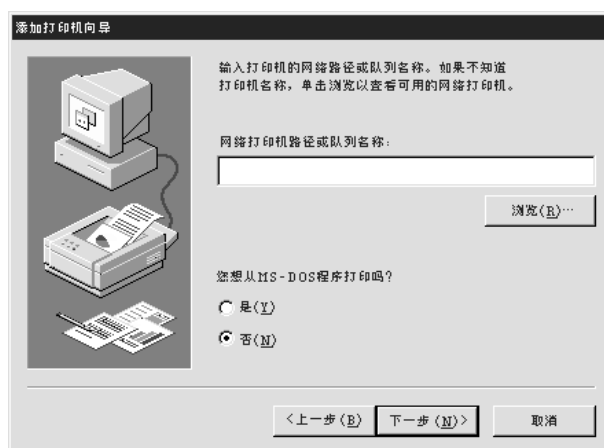 添加打印机向导
输入打印机的网络路径或队列名称。如果不知道
打印机名称，单击浏览以查看可用的网络打印机。
网络打印机路径或队列名称：
浏览(R)…
您想从MS-DOS程序打印吗？
是(Y)
否(N)
<上一步(B)
下一步(N)>
取消